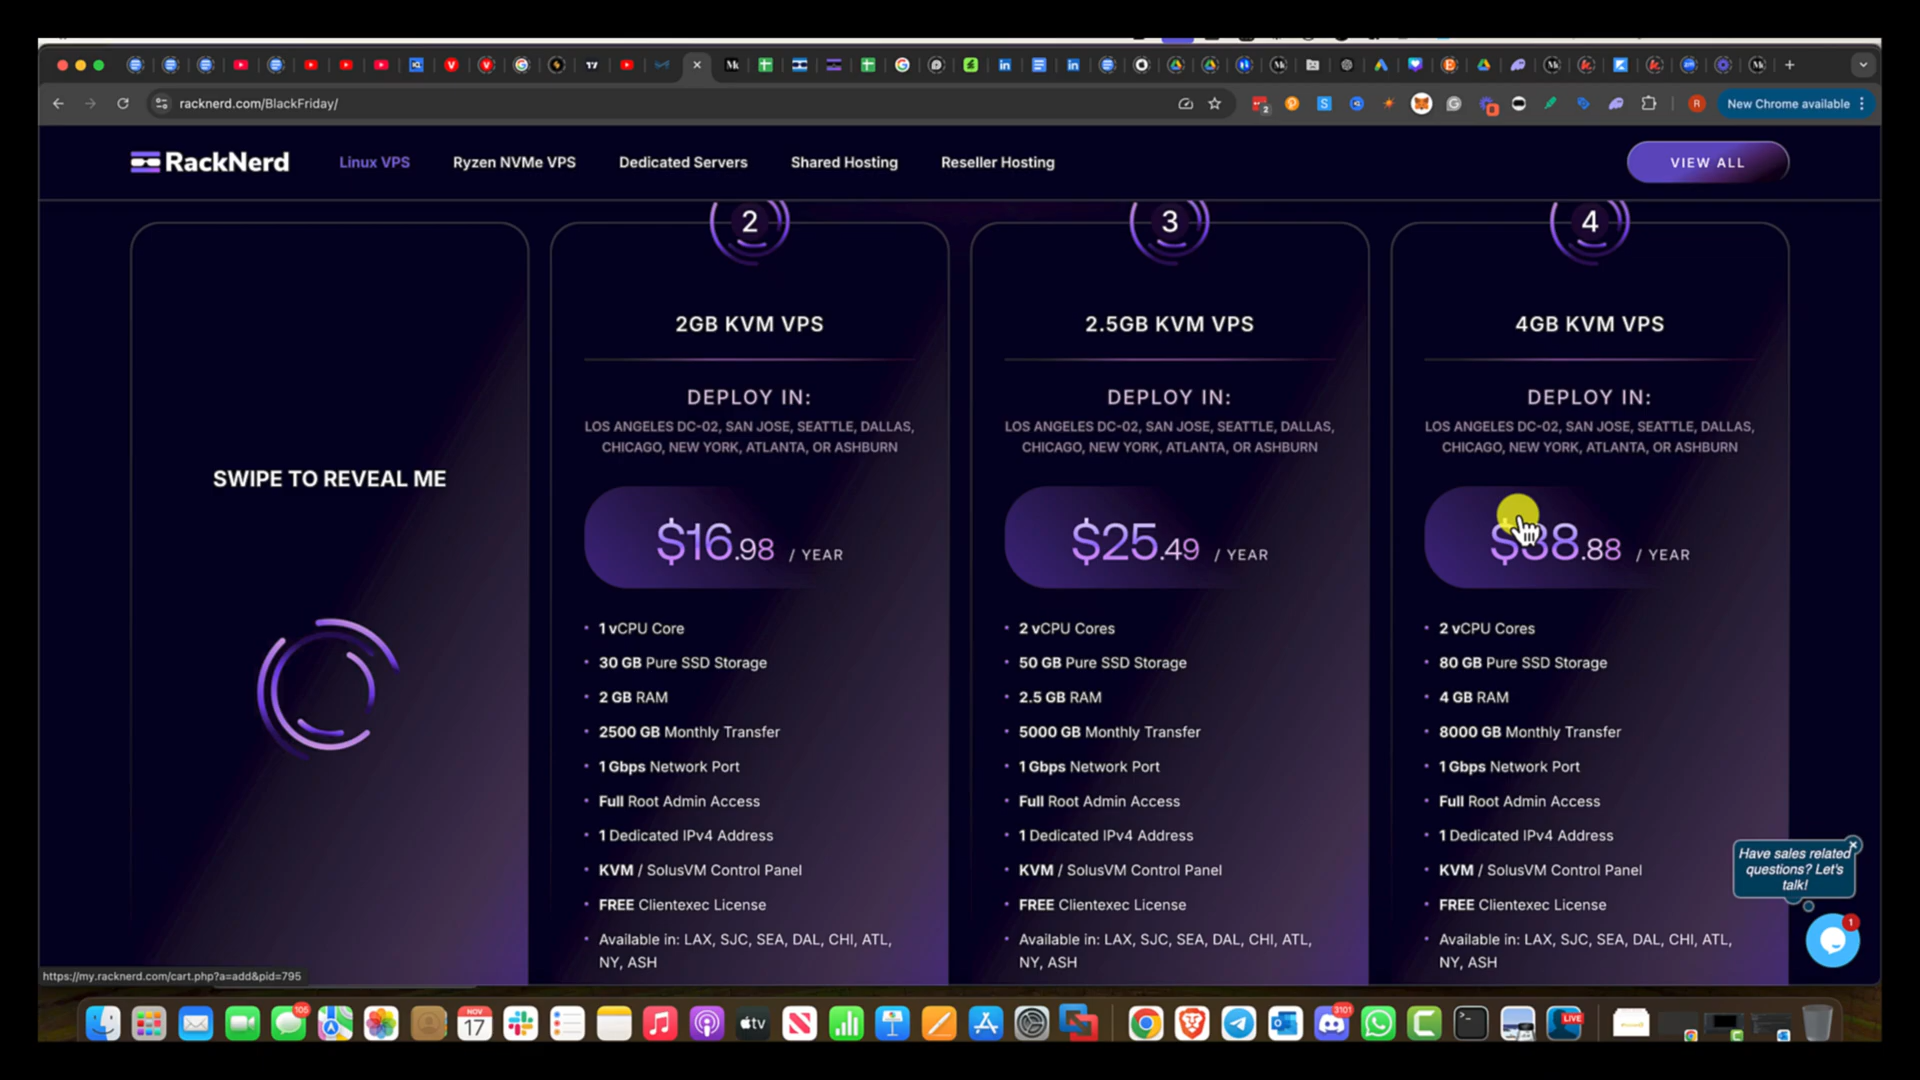 racknerd.com/BlackFriday/
New Chrome available
RackNerd
Linux VPS
Ryzen NVMe VPS
Dedicated Servers
Shared Hosting
Reseller Hosting
VIEW ALL
SWIPE TO REVEAL ME
2
2GB KVM VPS
DEPLOY IN:
LOS ANGELES DC-02, SAN JOSE, SEATTLE, DALLAS,
CHICAGO, NEW YORK, ATLANTA, OR ASHBURN
$16.98 / YEAR
• 1 vCPU Core
• 30 GB Pure SSD Storage
• 2 GB RAM
• 2500 GB Monthly Transfer
• 1 Gbps Network Port
• Full Root Admin Access
• 1 Dedicated IPv4 Address
• KVM / SolusVM Control Panel
• FREE Clientexec License
• Available in: LAX, SJC, SEA, DAL, CHI, ATL,
NY, ASH
3
2.5GB KVM VPS
DEPLOY IN:
LOS ANGELES DC-02, SAN JOSE, SEATTLE, DALLAS,
CHICAGO, NEW YORK, ATLANTA, OR ASHBURN
$25.49 / YEAR
• 2 vCPU Cores
• 50 GB Pure SSD Storage
• 2.5 GB RAM
• 5000 GB Monthly Transfer
• 1 Gbps Network Port
• Full Root Admin Access
• 1 Dedicated IPv4 Address
• KVM / SolusVM Control Panel
• FREE Clientexec License
• Available in: LAX, SJC, SEA, DAL, CHI, ATL,
NY, ASH
4
4GB KVM VPS
DEPLOY IN:
LOS ANGELES DC-02, SAN JOSE, SEATTLE, DALLAS,
CHICAGO, NEW YORK, ATLANTA, OR ASHBURN
$38.88 / YEAR
• 2 vCPU Cores
• 80 GB Pure SSD Storage
• 4 GB RAM
• 8000 GB Monthly Transfer
• 1 Gbps Network Port
• Full Root Admin Access
• 1 Dedicated IPv4 Address
• KVM / SolusVM Control Panel
• FREE Clientexec License
• Available in: LAX, SJC, SEA, DAL, CHI, ATL,
NY, ASH
Have sales related
questions? Let's
talk!
1
https://my.racknerd.com/cart.php?a=add&pid=795
106
NOV
17
tv
3101
LIVE